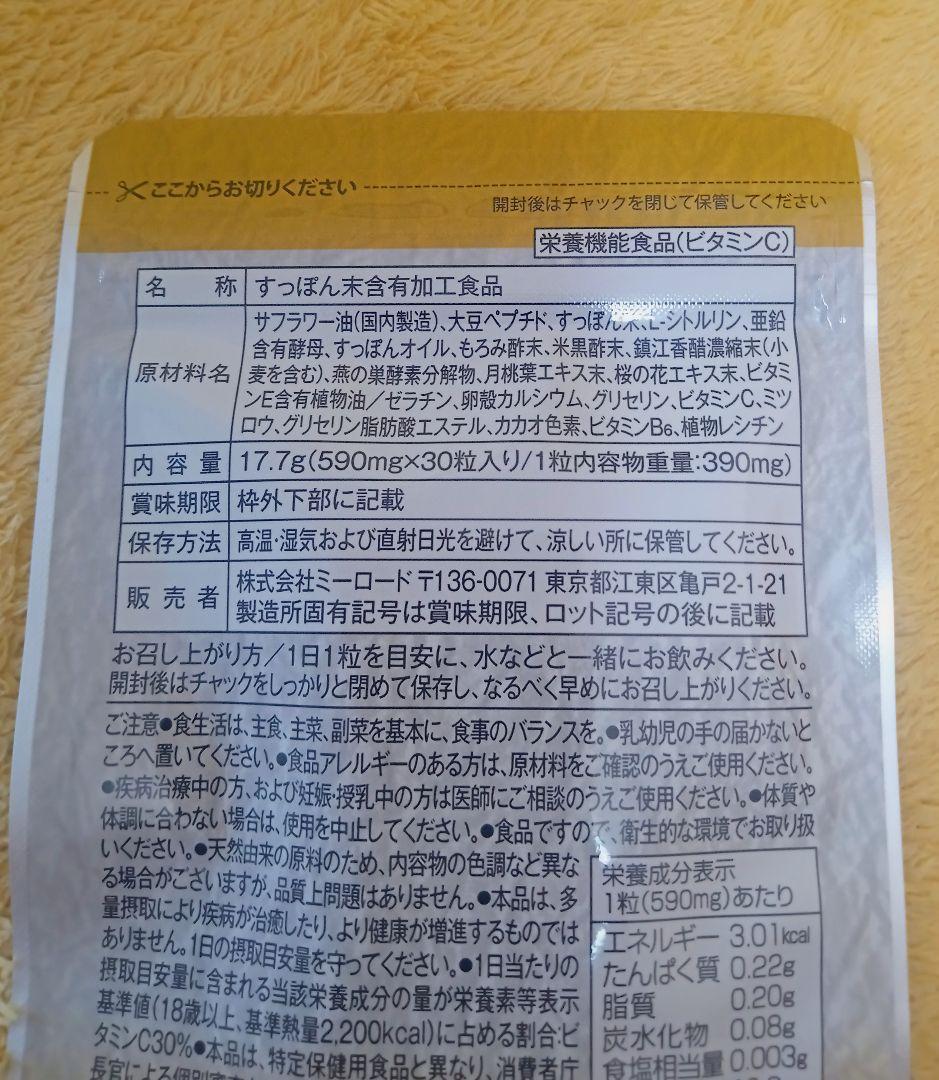 ここからお切りください
開封後はチャックを閉じて保管してください
栄養機能食品(ビタミンC)
名 称 すっぽん末含有加工食品
原材料名
サフラワー油(国内製造)、大豆ペプチド、すっぽん末、L-シトルリン、亜鉛
含有酵母、すっぽんオイル、もろみ酢末、米黒酢末、鎮江香醋濃縮末(小
麦を含む)、燕の巣酵素分解物、月桃葉エキス末、桜の花エキス末、ビタミ
ンE含有植物油/ゼラチン、卵殻カルシウム、グリセリン、ビタミンC、ミツ
ロウ、グリセリン脂肪酸エステル、カカオ色素、ビタミンB₆、植物レシチン
内容量 17.7g(590mg×30粒入り/1粒内容物重量:390mg)
賞味期限 枠外下部に記載
保存方法 高温・湿気および直射日光を避けて、涼しい所に保管してください。
販売者
株式会社ミーロード 〒136-0071 東京都江東区亀戸2-1-21
製造所固有記号は賞味期限、ロット記号の後に記載
お召し上がり方/1日1粒を目安に、水などと一緒にお飲みください。
開封後はチャックをしっかりと閉めて保存し、なるべく早めにお召し上がりください。
ご注意●食生活は、主食、主菜、副菜を基本に、食事のバランスを。●乳幼児の手の届かないと
ころへ置いてください。●食品アレルギーのある方は、原材料をご確認のうえご使用ください。
●疾病治療中の方、および妊娠・授乳中の方は医師にご相談のうえご使用ください。●体質や
体調に合わない場合は、使用を中止してください。●食品ですので、衛生的な環境でお取り扱
いください。●天然由来の原料のため、内容物の色調など異な
る場合がございますが、品質上問題はありません。●本品は、多
量摂取により疾病が治癒したり、より健康が増進するものでは
ありません。1日の摂取目安量を守ってください。●1日当たりの
摂取目安量に含まれる当該栄養成分の量が栄養素等表示
基準値(18歳以上、基準熱量2,200kcal)に占める割合:ビ
タミンC30%●本品は、特定保健用食品と異なり、消費者庁
長官による個別審査
栄養成分表示
1粒(590mg)あたり
エネルギー 3.01kcal
たんぱく質 0.22g
脂質 0.20g
炭水化物 0.08g
食塩相当量 0.003g